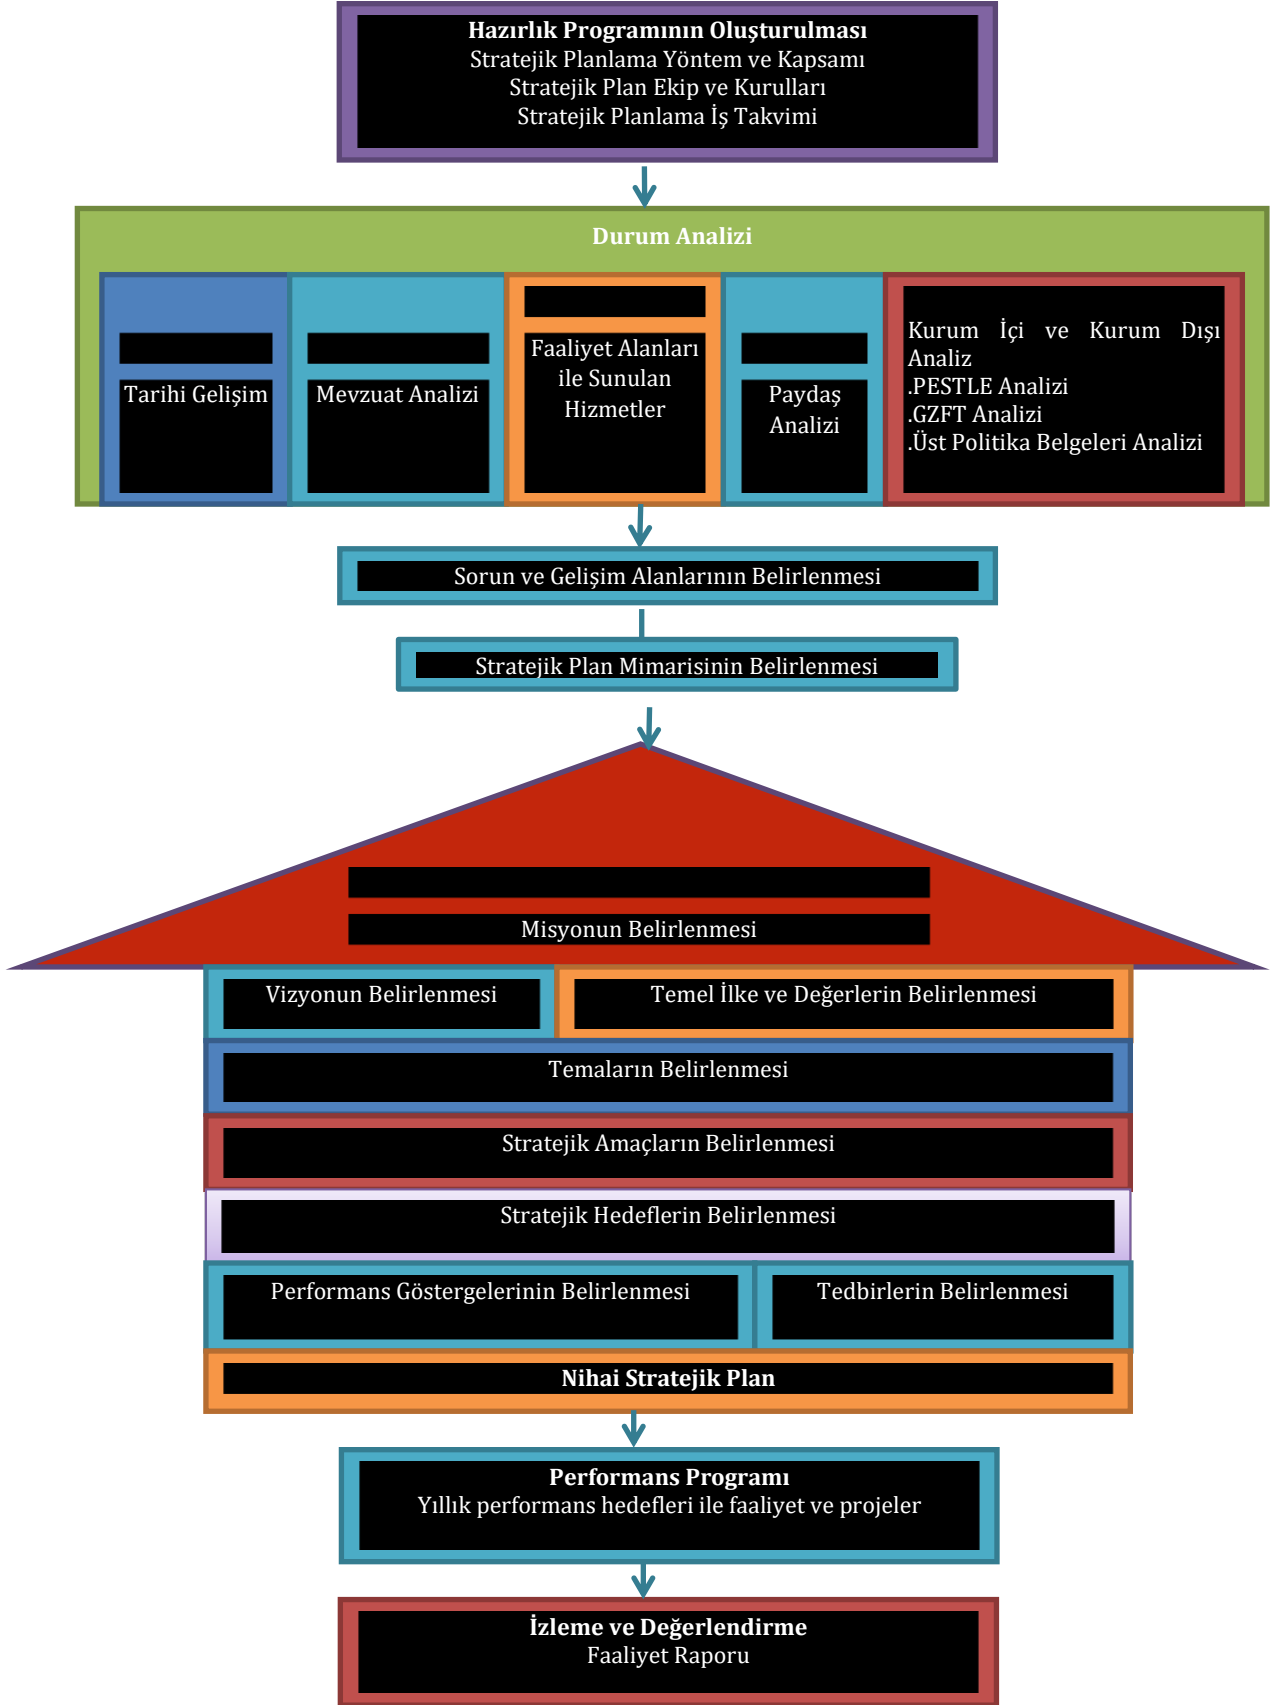 Hazırlık Programının Oluşturulması
Stratejik Planlama Yöntem ve Kapsamı
Stratejik Plan Ekip ve Kurulları
Stratejik Planlama İş Takvimi
Durum Analizi
Tarihi Gelişim
Mevzuat Analizi
Faaliyet Alanları
ile Sunulan
Hizmetler
Paydaş
Analizi
Kurum İçi ve Kurum Dışı
Analiz
.PESTLE Analizi
.GZFT Analizi
.Üst Politika Belgeleri Analizi
Sorun ve Gelişim Alanlarının Belirlenmesi
Stratejik Plan Mimarisinin Belirlenmesi
Misyonun Belirlenmesi
Vizyonun Belirlenmesi
Temel İlke ve Değerlerin Belirlenmesi
Temaların Belirlenmesi
Stratejik Amaçların Belirlenmesi
Stratejik Hedeflerin Belirlenmesi
Performans Göstergelerinin Belirlenmesi
Tedbirlerin Belirlenmesi
Nihai Stratejik Plan
Performans Programı
Yıllık performans hedefleri ile faaliyet ve projeler
İzleme ve Değerlendirme
Faaliyet Raporu